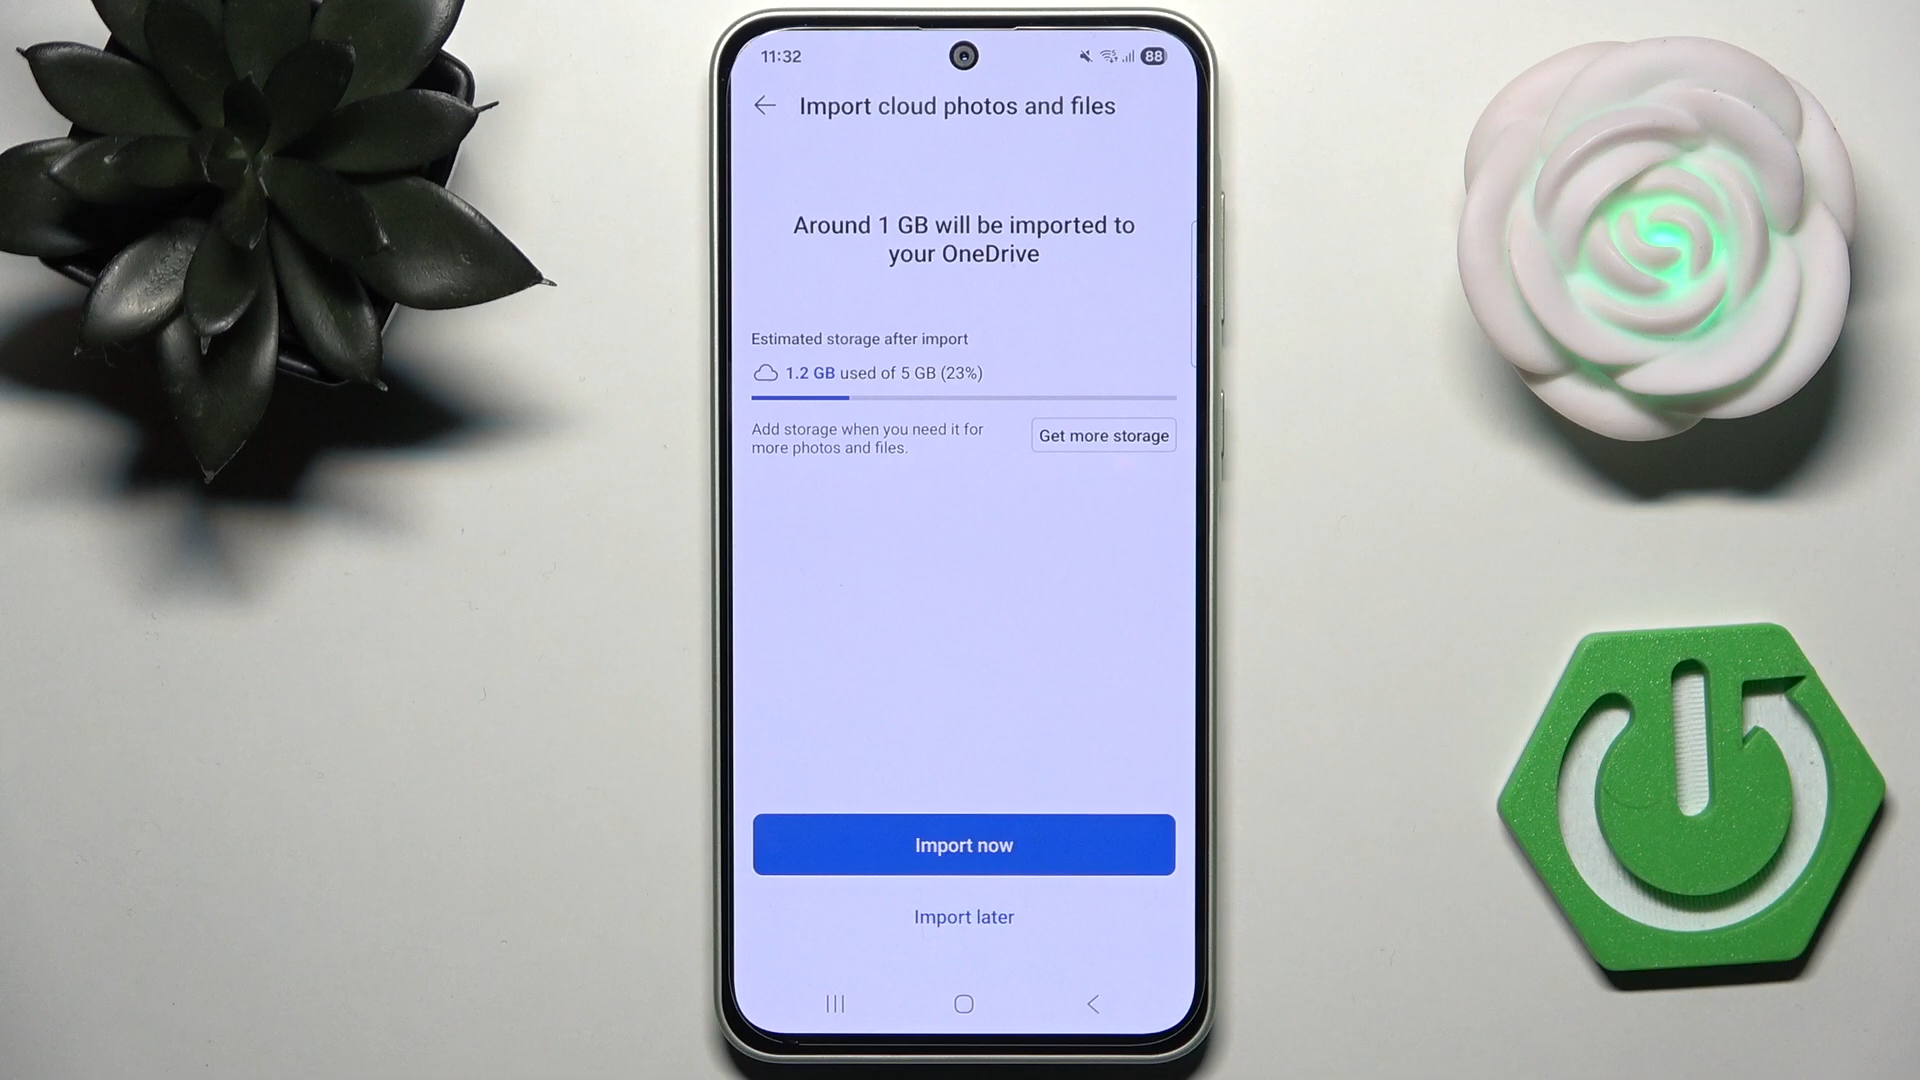 11:32
88
Import cloud photos and files
Around 1 GB will be imported to
your OneDrive
Estimated storage after import
1.2 GB used of 5 GB (23%)
Add storage when you need it for
more photos and files.
Get more storage
Import now
Import later